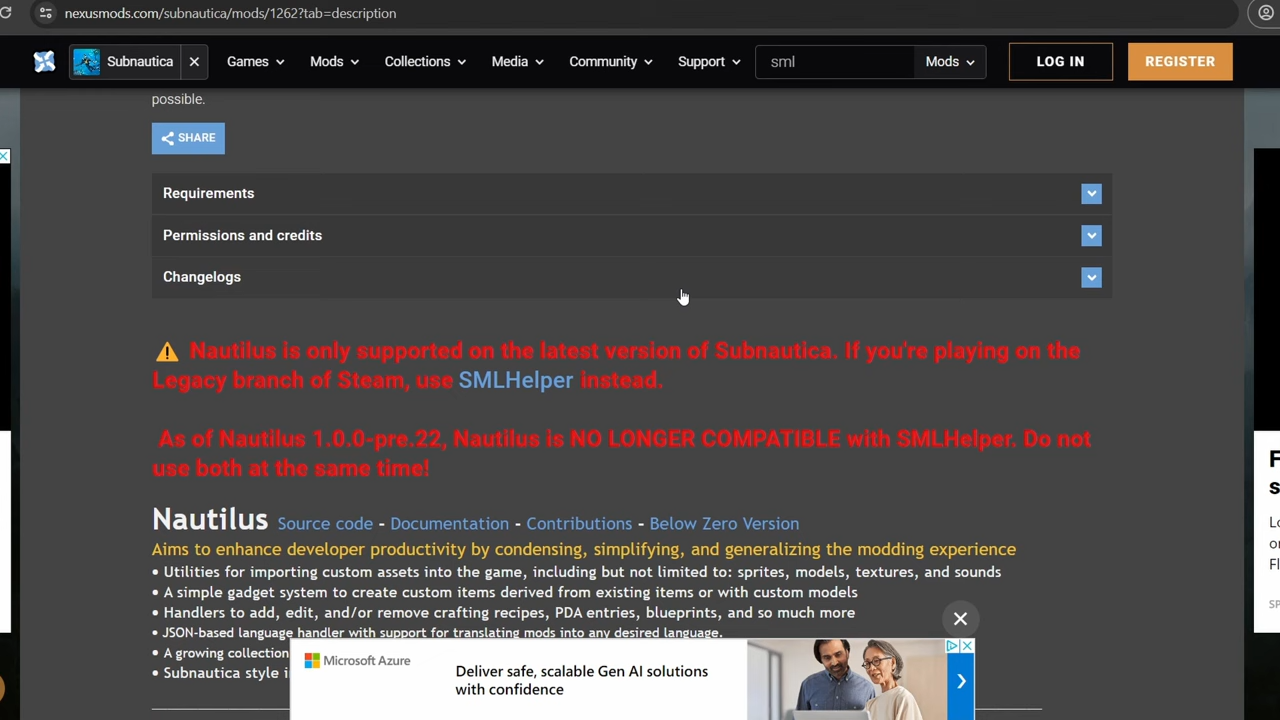 nexusmods.com/subnautica/mods/1262?tab=description
Subnautica Games Mods Collections Media Community Support sml Mods LOG IN REGISTER
possible.
SHARE
Requirements
Permissions and credits
Changelogs
Nautilus is only supported on the latest version of Subnautica. If you're playing on the
Legacy branch of Steam, use SMLHelper instead.
As of Nautilus 1.0.0-pre.22, Nautilus is NO LONGER COMPATIBLE with SMLHelper. Do not
use both at the same time!
Nautilus Source code - Documentation - Contributions - Below Zero Version
Aims to enhance developer productivity by condensing, simplifying, and generalizing the modding experience
• Utilities for importing custom assets into the game, including but not limited to: sprites, models, textures, and sounds
• A simple gadget system to create custom items derived from existing items or with custom models
• Handlers to add, edit, and/or remove crafting recipes, PDA entries, blueprints, and so much more
• JSON-based language handler with support for translating mods into any desired language.
• A growing collection
• Subnautica style
Microsoft Azure
Deliver safe, scalable Gen AI solutions
with confidence